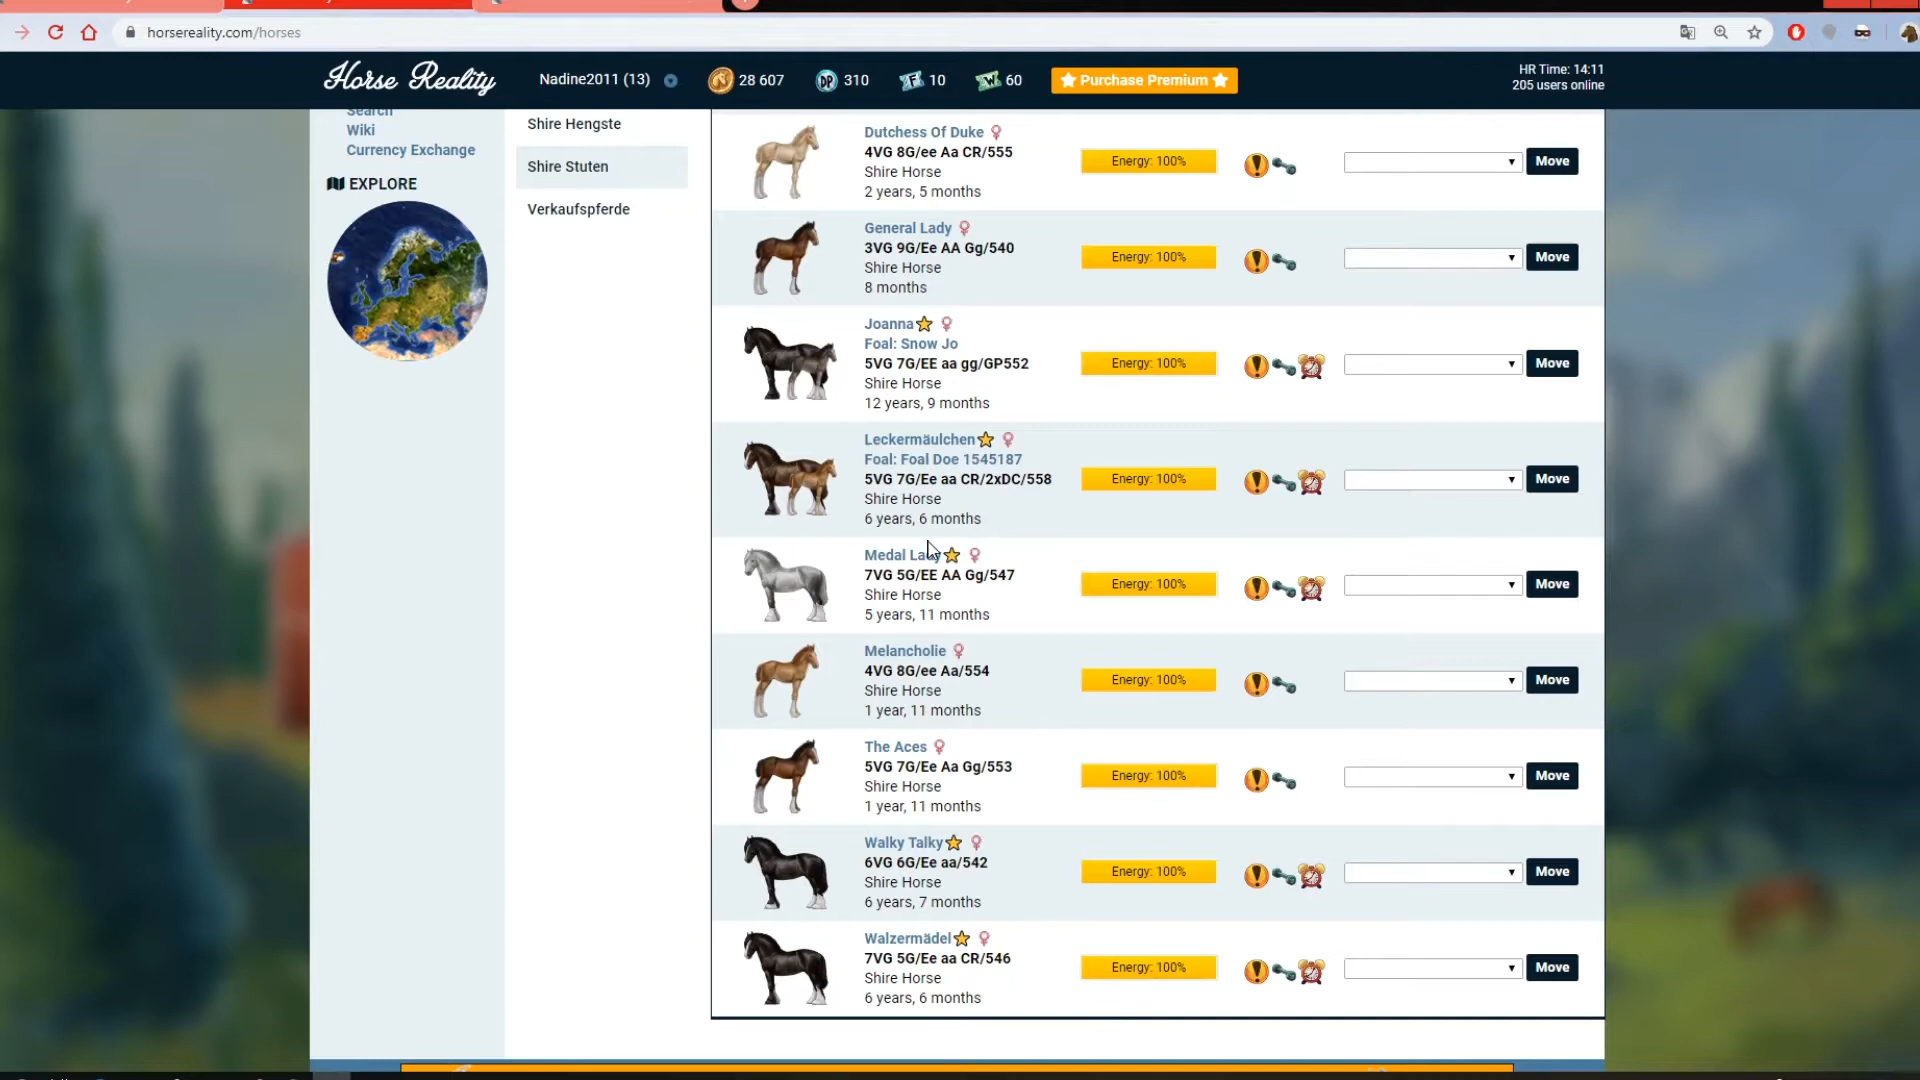 horsereality.com/horses
Horse Reality
Nadine2011 (13)
28 607
DP
310
F
10
W
60
Purchase Premium
HR Time: 14:11
205 users online
Search
Wiki
Currency Exchange
EXPLORE
Shire Hengste
Shire Stuten
Verkaufspferde
Dutchess Of Duke
4VG 8G/ee Aa CR/555
Shire Horse
2 years, 5 months
Energy: 100%
Move
General Lady
3VG 9G/Ee AA Gg/540
Shire Horse
8 months
Energy: 100%
Move
Joanna
Foal: Snow Jo
5VG 7G/EE aa gg/GP552
Shire Horse
12 years, 9 months
Energy: 100%
Move
Leckermäulchen
Foal: Foal Doe 1545187
5VG 7G/Ee aa CR/2xDC/558
Shire Horse
6 years, 6 months
Energy: 100%
Move
Medal Lady
7VG 5G/EE AA Gg/547
Shire Horse
5 years, 11 months
Energy: 100%
Move
Melancholie
4VG 8G/ee Aa/554
Shire Horse
1 year, 11 months
Energy: 100%
Move
The Aces
5VG 7G/Ee Aa Gg/553
Shire Horse
1 year, 11 months
Energy: 100%
Move
Walky Talky
6VG 6G/Ee aa/542
Shire Horse
6 years, 7 months
Energy: 100%
Move
Walzermädel
7VG 5G/Ee aa CR/546
Shire Horse
6 years, 6 months
Energy: 100%
Move